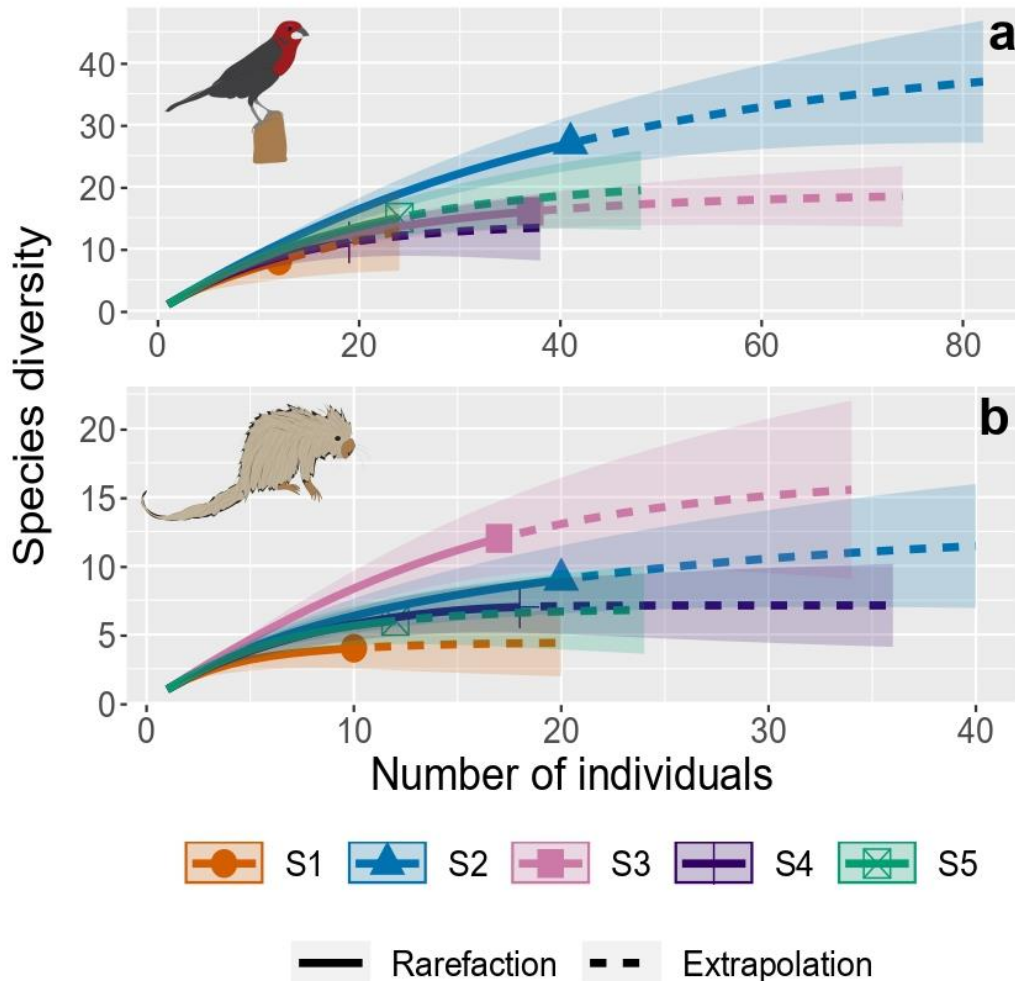 a
Species diversity
40
30
20
10
0
0 20 40 60 80
b
20
15
10
5
0
0 10 20 30 40
Number of individuals
S1 S2 S3 S4 S5
Rarefaction Extrapolation